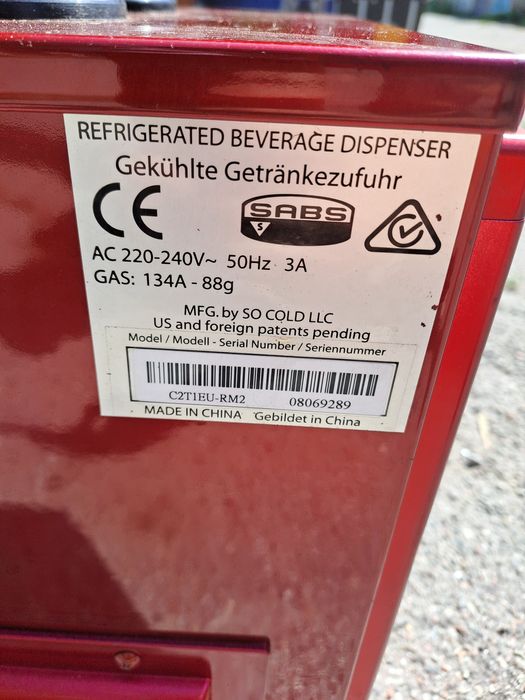 REFRIGERATED BEVERAGE DISPENSER
Gekühlte Getränkezufuhr
CE SABS
S
AC 220-240V~ 50Hz 3A
GAS: 134A - 88g
MFG. by SO COLD LLC
US and foreign patents pending
Model / Modell - Serial Number / Seriennummer
C2T1EU-RM2 08069289
MADE IN CHINA Gebildet in China